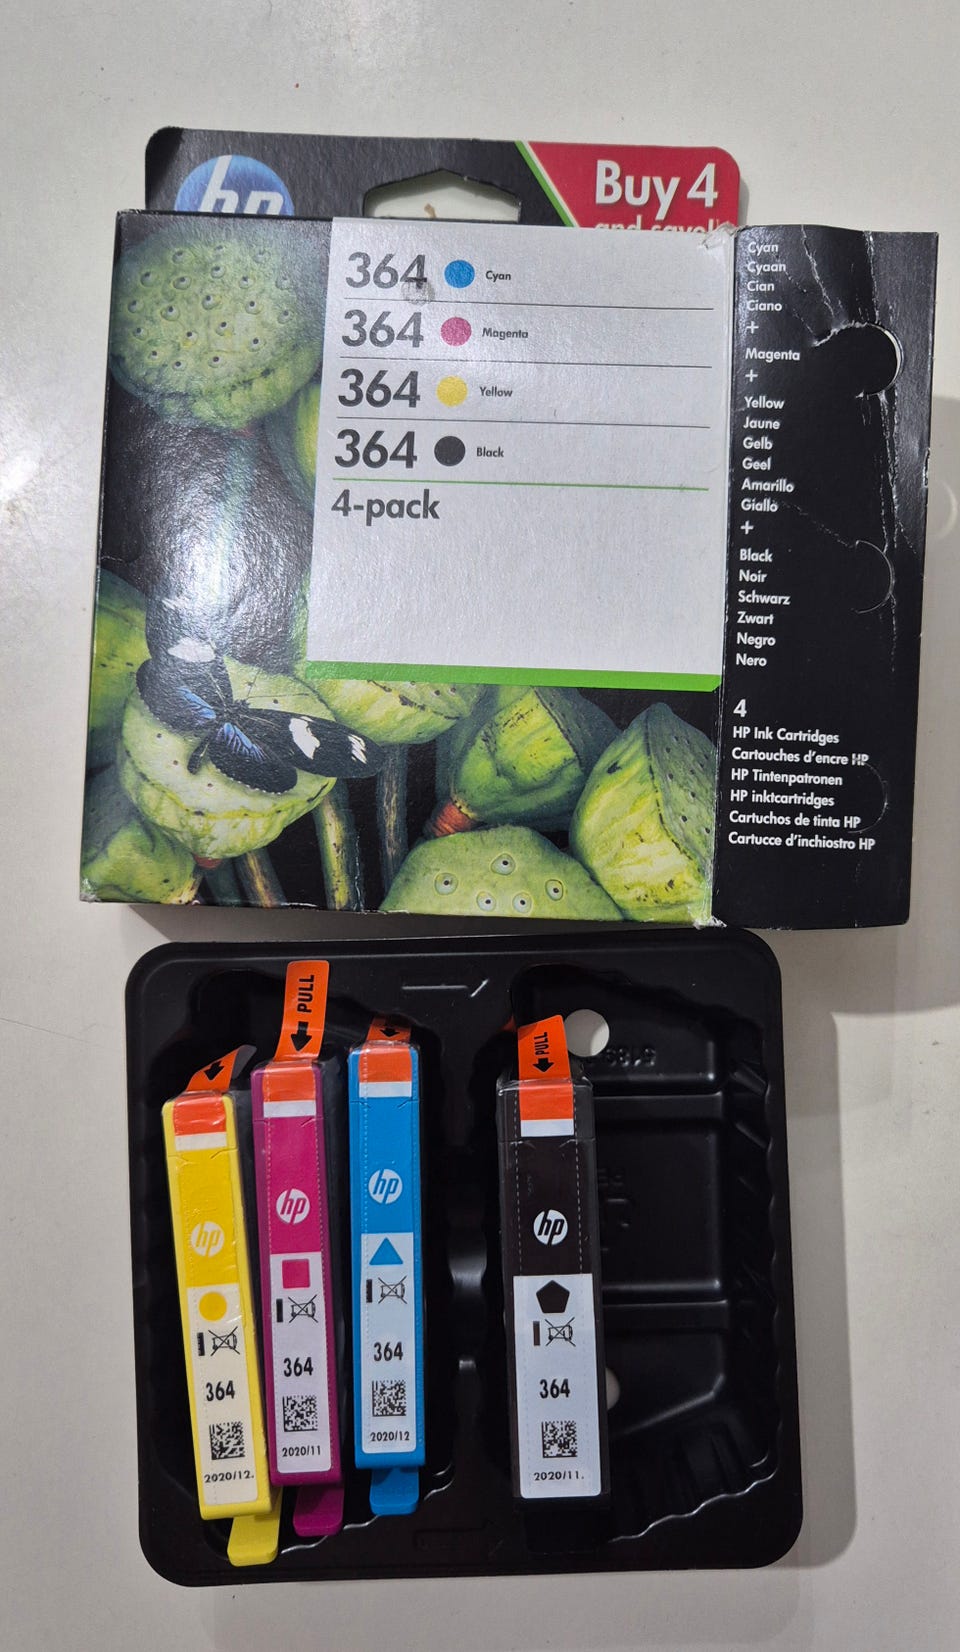 hp
Buy 4
and save!
364 Cyan
364 Magenta
364 Yellow
364 Black
4-pack
Cyan
Cyaan
Cian
Ciano
+
Magenta
+
Yellow
Jaune
Gelb
Geel
Amarillo
Giallo
+
Black
Noir
Schwarz
Zwart
Negro
Nero
4
HP Ink Cartridges
Cartouches d'encre HP
HP Tintenpatronen
HP inktcartridges
Cartuchos de tinta HP
Cartucce d'inchiostro HP
hp
364
2020/12.
PULL
hp
364
2020/11
hp
364
2020/12
PULL
hp
364
2020/11.